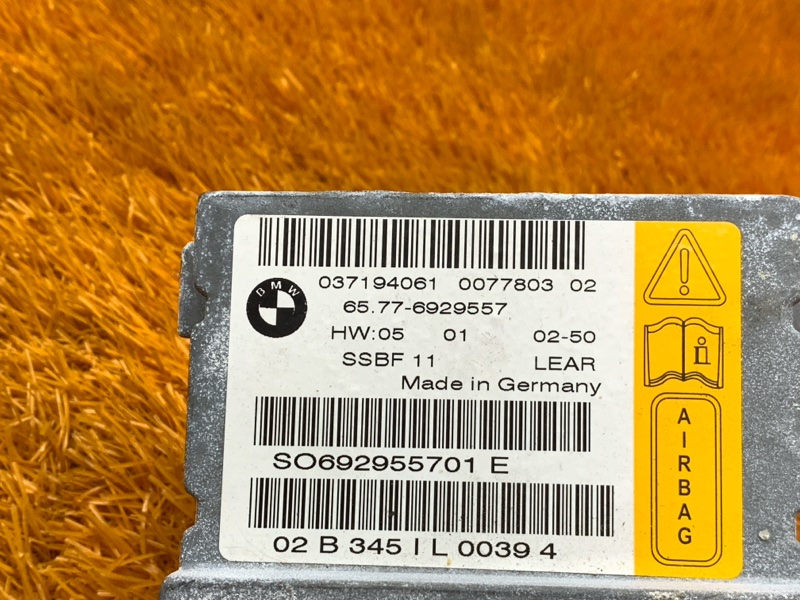 037194061 0077803 02
BMW
65.77-6929557
HW:05 01 02-50
SSBF 11 LEAR
Made in Germany
SO692955701 E
02 B 345 I L 0039 4
AIRBAG